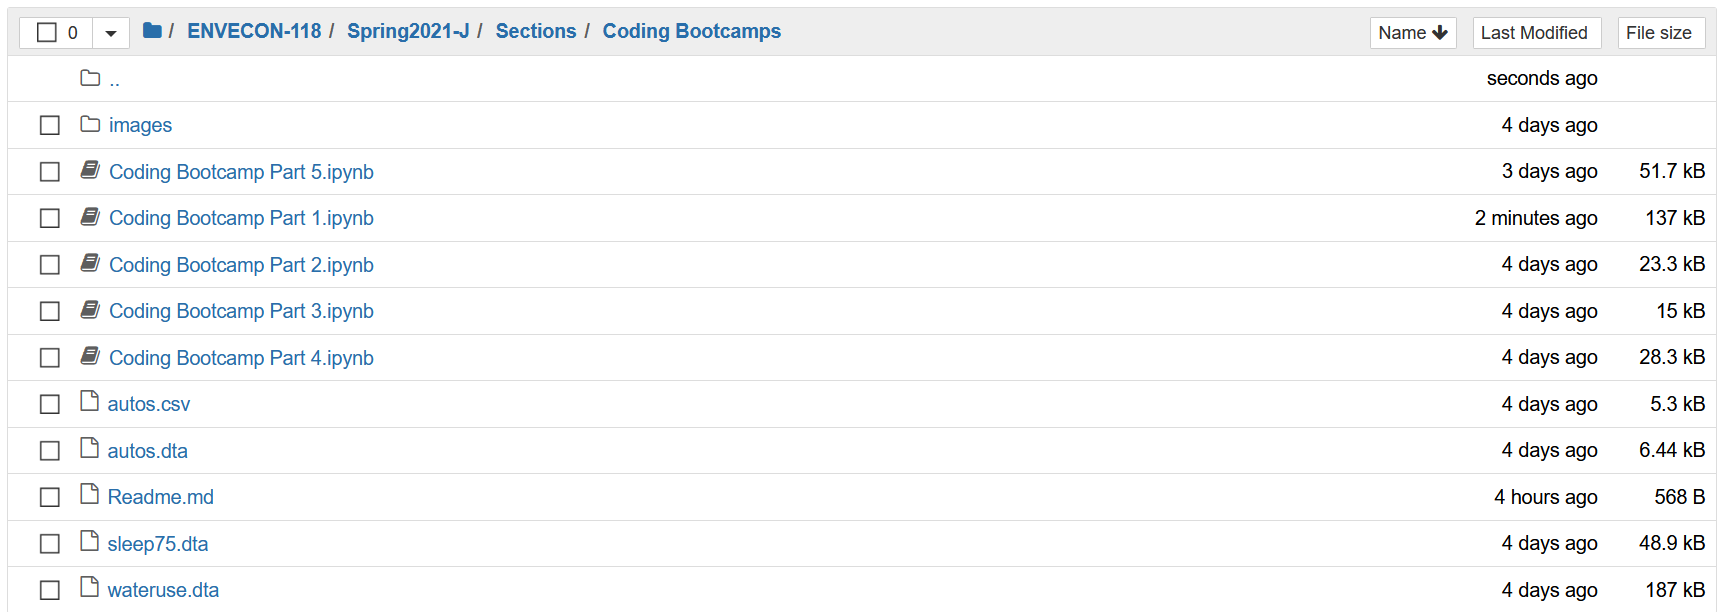 0 / ENVECON-118 / Spring2021-J / Sections / Coding Bootcamps Name Last Modified File size
.. seconds ago
images 4 days ago
Coding Bootcamp Part 5.ipynb 3 days ago 51.7 kB
Coding Bootcamp Part 1.ipynb 2 minutes ago 137 kB
Coding Bootcamp Part 2.ipynb 4 days ago 23.3 kB
Coding Bootcamp Part 3.ipynb 4 days ago 15 kB
Coding Bootcamp Part 4.ipynb 4 days ago 28.3 kB
autos.csv 4 days ago 5.3 kB
autos.dta 4 days ago 6.44 kB
Readme.md 4 hours ago 568 B
sleep75.dta 4 days ago 48.9 kB
wateruse.dta 4 days ago 187 kB